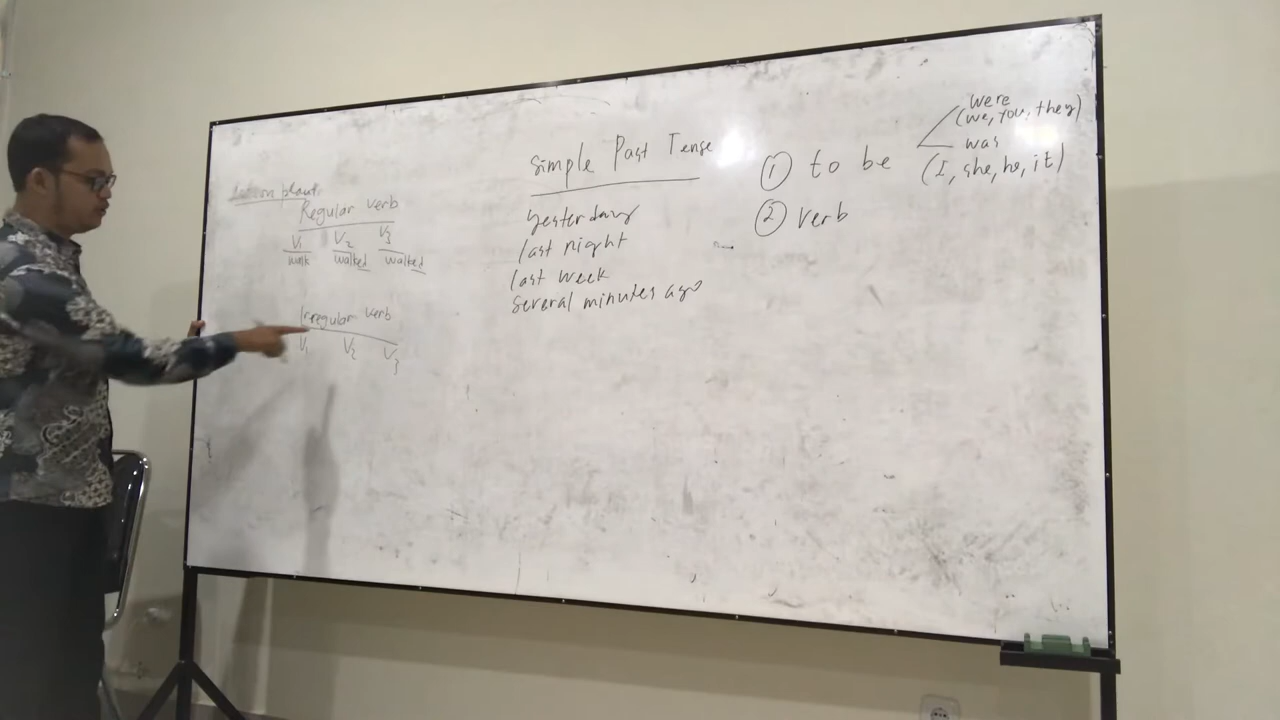 Regular verb
V1 V2 V3
walk walked walked
Irregular verb
V1 V2 V3
Simple Past Tense
yesterday
last night
last week
several minutes ago
① to be
were
(we, you, they)
was
(I, she, he, it)
② verb